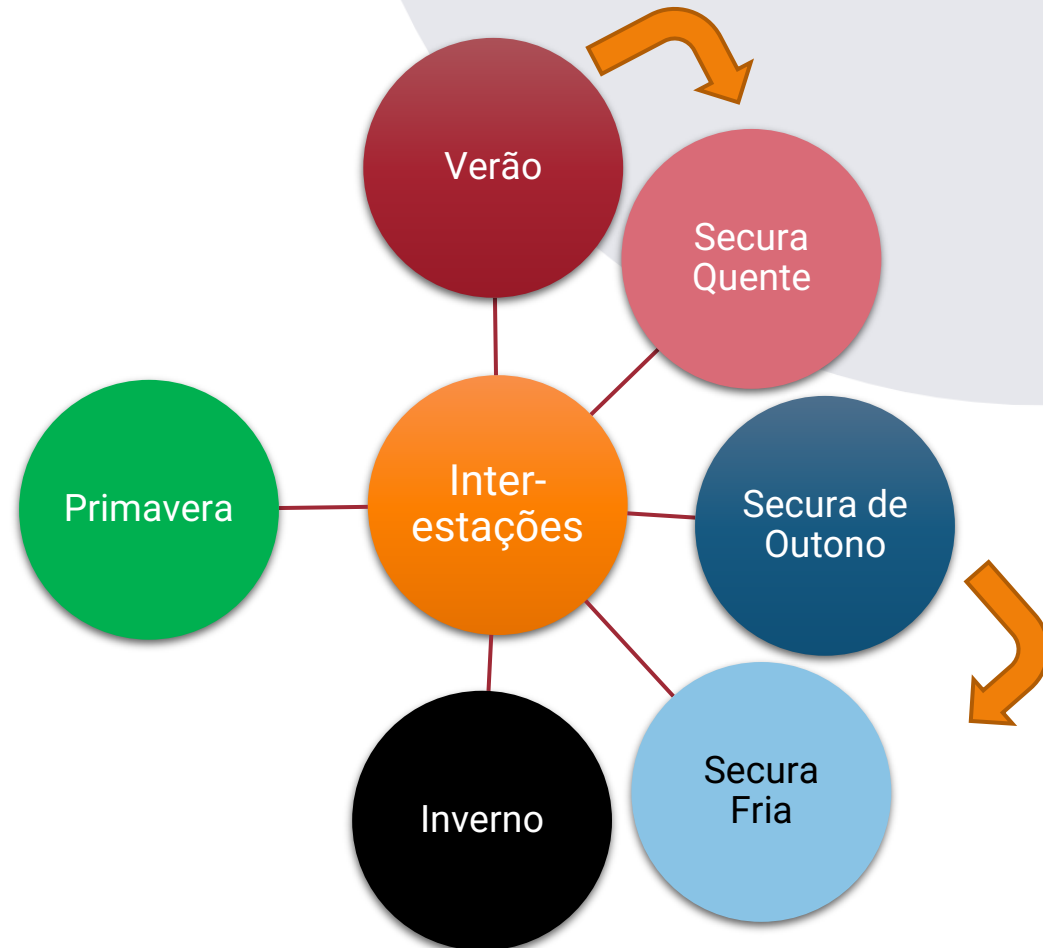 Verão
Secura
Quente
Primavera
Inter-
estações
Secura de
Outono
Secura
Fria
Inverno